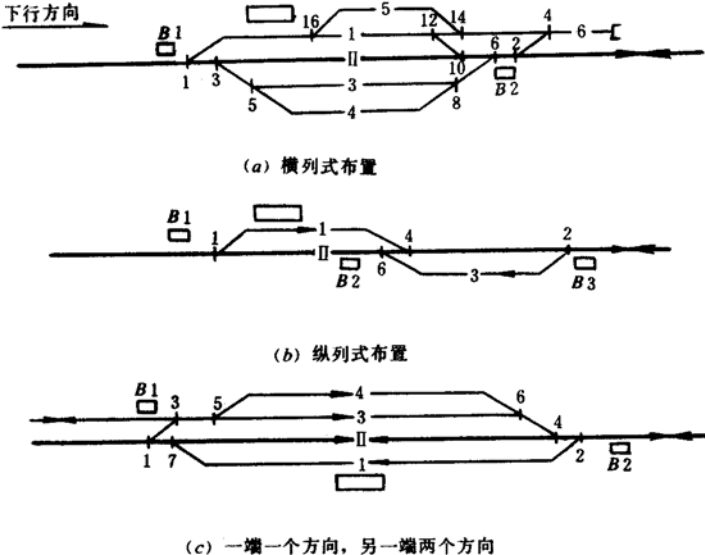 下行方向
5
16 12 14 4
B1 1 6
II 6 2
1 3 10
5 3 8 B2
4
(a) 横列式布置
B1 1
1 4 2
II
B2 6 3 B3
(b) 纵列式布置
B1 4
3 5 6
3
II 4
1 7 1 2 B2
(c) 一端一个方向，另一端两个方向